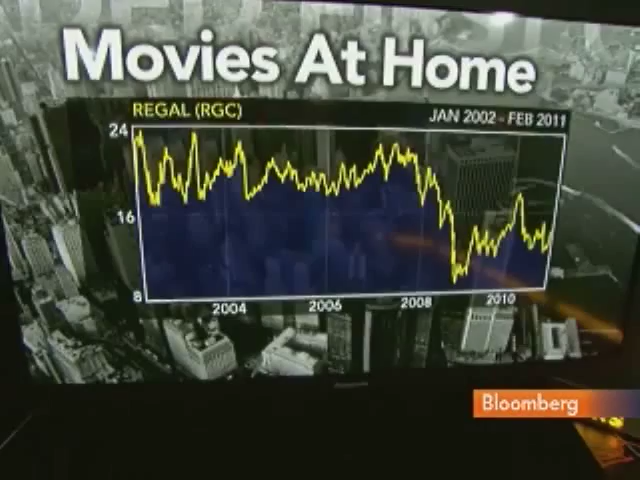 Movies At Home
REGAL (RGC)
JAN 2002 - FEB 2011
24
16
8
2004
2006
2008
2010
Bloomberg